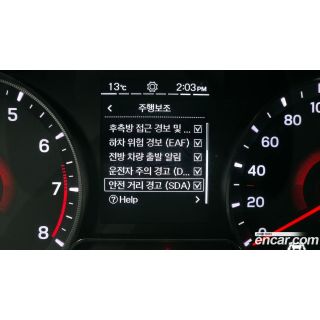 13℃ 2:03PM
< 주행보조
후측방 접근 경보 및 ...
하차 위험 경보 (EAF)
전방 차량 출발 알림
운전자 주의 경고 (D...
안전 거리 경고 (SDA)
? Help >
5
6
7
8
100
80
60
40
20
0
encar.com